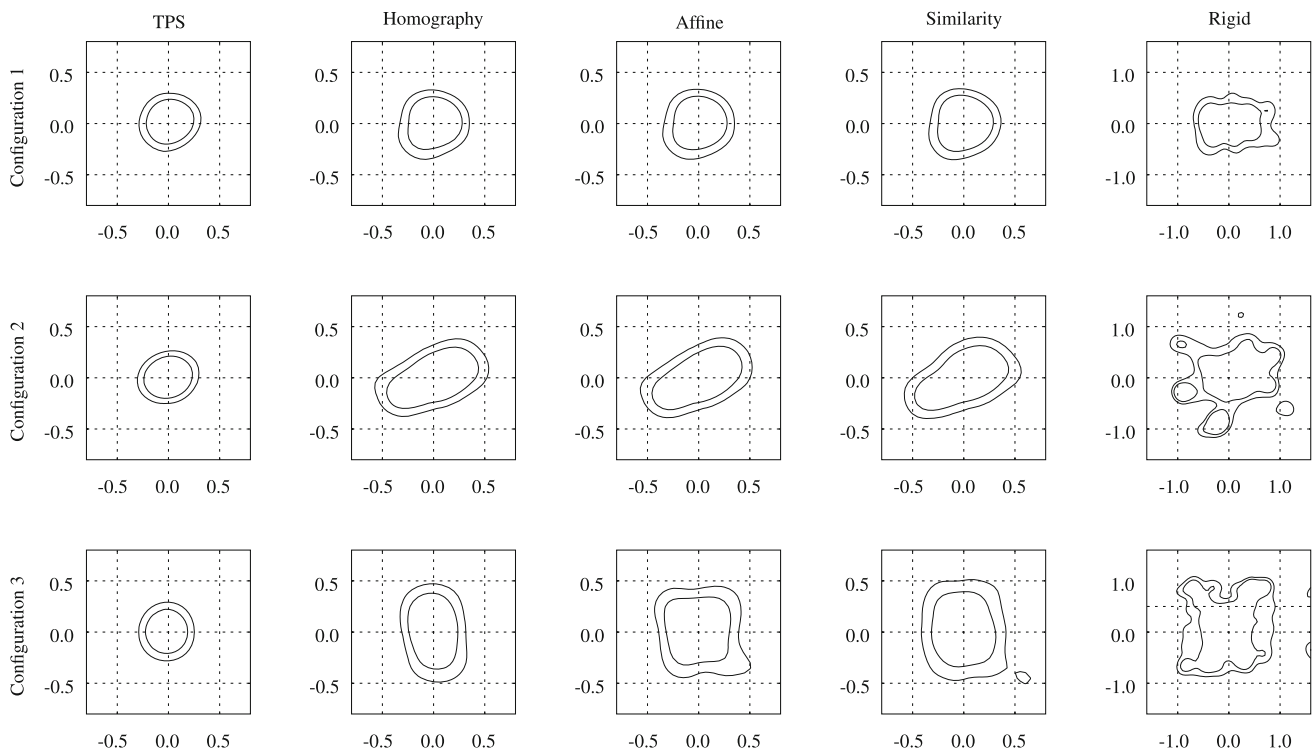 TPS Homography Affine Similarity Rigid
Configuration 1
0.5 0.5 0.5 0.5 1.0
0.0 0.0 0.0 0.0 0.0
-0.5 -0.5 -0.5 -0.5 -1.0
-0.5 0.0 0.5 -0.5 0.0 0.5 -0.5 0.0 0.5 -0.5 0.0 0.5 -1.0 0.0 1.0
Configuration 2
0.5 0.5 0.5 0.5 1.0
0.0 0.0 0.0 0.0 0.0
-0.5 -0.5 -0.5 -0.5 -1.0
-0.5 0.0 0.5 -0.5 0.0 0.5 -0.5 0.0 0.5 -0.5 0.0 0.5 -1.0 0.0 1.0
Configuration 3
0.5 0.5 0.5 0.5 1.0
0.0 0.0 0.0 0.0 0.0
-0.5 -0.5 -0.5 -0.5 -1.0
-0.5 0.0 0.5 -0.5 0.0 0.5 -0.5 0.0 0.5 -0.5 0.0 0.5 -1.0 0.0 1.0